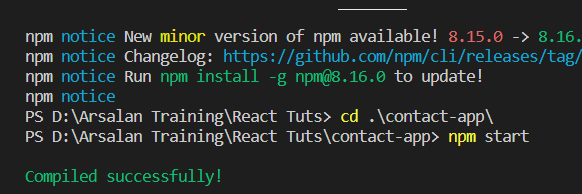 npm notice New minor version of npm available! 8.15.0 -> 8.16.
npm notice Changelog: https://github.com/npm/cli/releases/tag/
npm notice Run npm install -g npm@8.16.0 to update!
npm notice
PS D:\Arsalan Training\React Tuts> cd .\contact-app\
PS D:\Arsalan Training\React Tuts\contact-app> npm start
Compiled successfully!